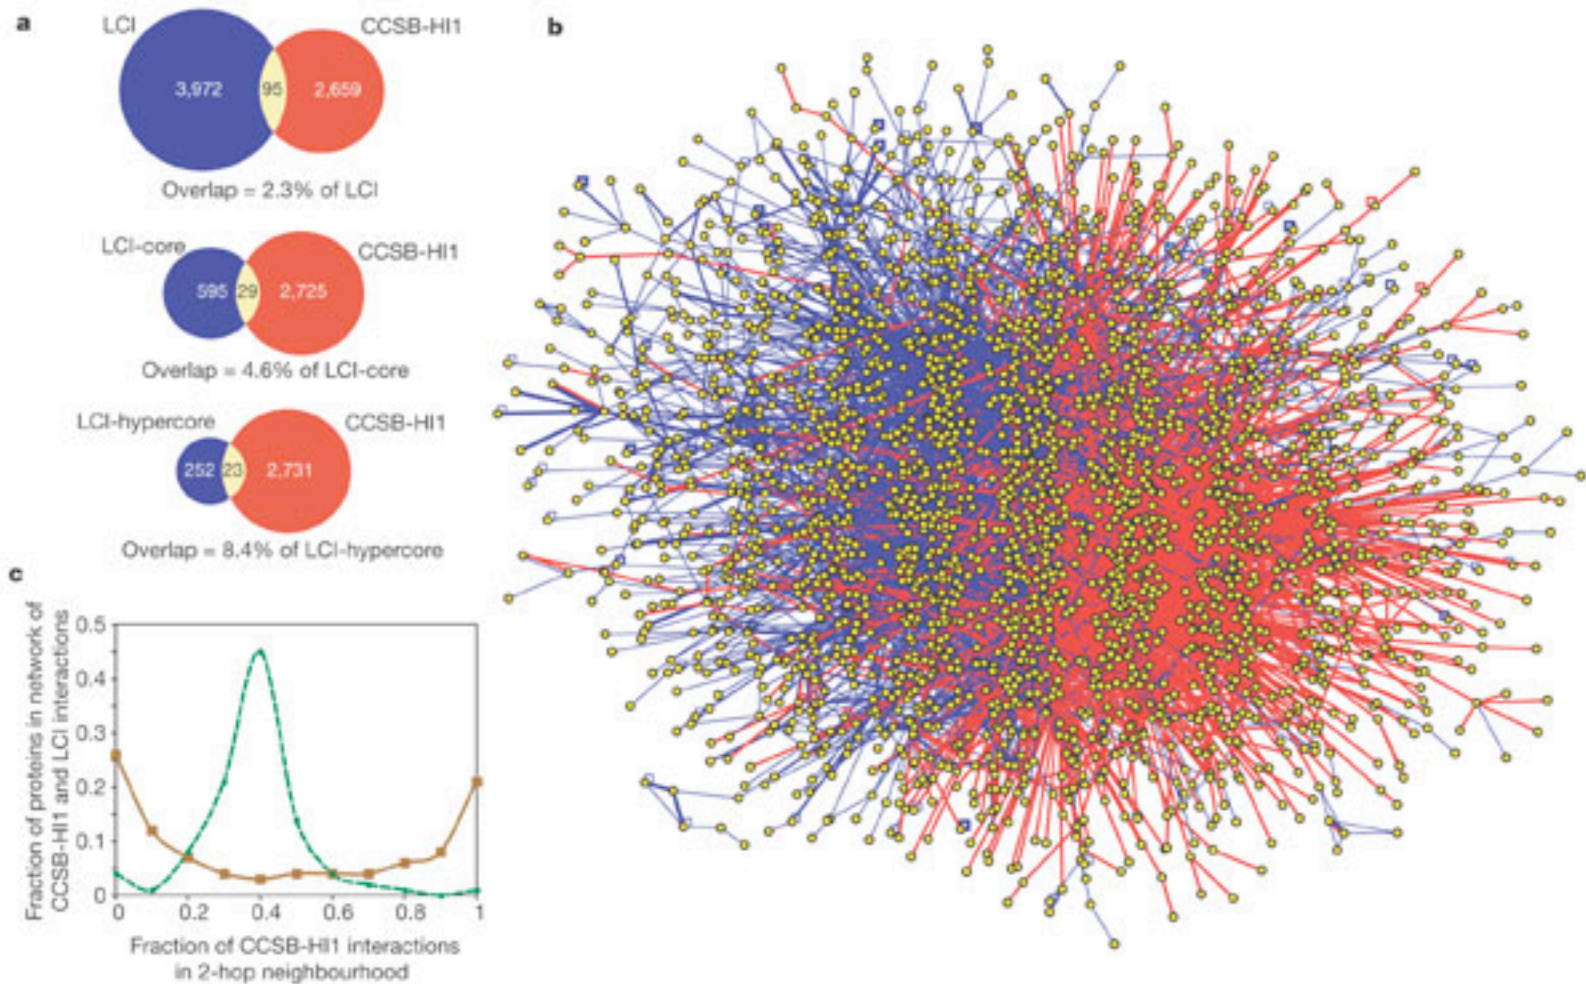 a
LCI
CCSB-HI1
3,972
95
2,659
Overlap = 2.3% of LCI
LCI-core
CCSB-HI1
595
29
2,725
Overlap = 4.6% of LCI-core
LCI-hypercore
CCSB-HI1
252
23
2,731
Overlap = 8.4% of LCI-hypercore
b
c
Fraction of proteins in network of
CCSB-HI1 and LCI interactions
0.5
0.4
0.3
0.2
0.1
0
0
0.2
0.4
0.6
0.8
1
Fraction of CCSB-HI1 interactions
in 2-hop neighbourhood